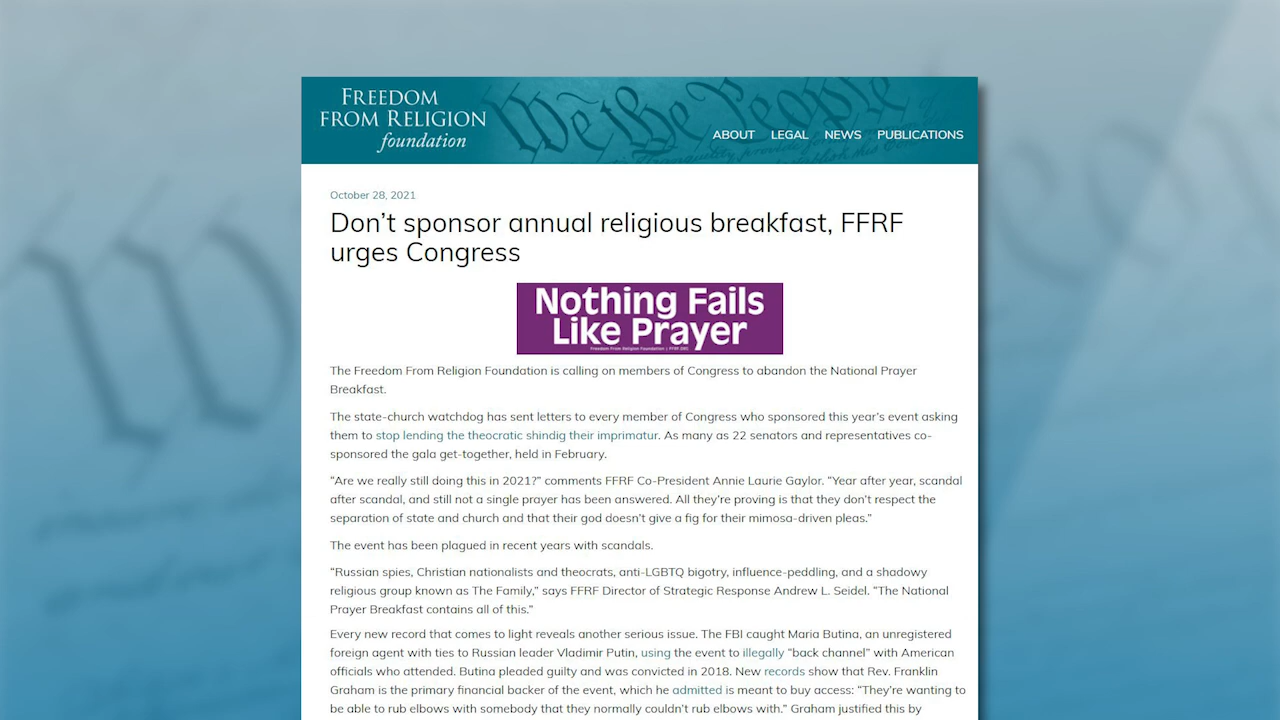 FREEDOM
FROM RELIGION
foundation
We the People
ABOUT LEGAL NEWS PUBLICATIONS
October 28, 2021
Don’t sponsor annual religious breakfast, FFRF
urges Congress
Nothing Fails
Like Prayer
Freedom From Religion Foundation | FFRF.ORG
The Freedom From Religion Foundation is calling on members of Congress to abandon the National Prayer
Breakfast.
The state-church watchdog has sent letters to every member of Congress who sponsored this year’s event asking
them to stop lending the theocratic shindig their imprimatur. As many as 22 senators and representatives co-
sponsored the gala get-together, held in February.
“Are we really still doing this in 2021?” comments FFRF Co-President Annie Laurie Gaylor. “Year after year, scandal
after scandal, and still not a single prayer has been answered. All they’re proving is that they don’t respect the
separation of state and church and that their god doesn’t give a fig for their mimosa-driven pleas.”
The event has been plagued in recent years with scandals.
“Russian spies, Christian nationalists and theocrats, anti-LGBTQ bigotry, influence-peddling, and a shadowy
religious group known as The Family,” says FFRF Director of Strategic Response Andrew L. Seidel. “The National
Prayer Breakfast contains all of this.”
Every new record that comes to light reveals another serious issue. The FBI caught Maria Butina, an unregistered
foreign agent with ties to Russian leader Vladimir Putin, using the event to illegally “back channel” with American
officials who attended. Butina pleaded guilty and was convicted in 2018. New records show that Rev. Franklin
Graham is the primary financial backer of the event, which he admitted is meant to buy access: “They’re wanting to
be able to rub elbows with somebody that they normally couldn’t rub elbows with.” Graham justified this by